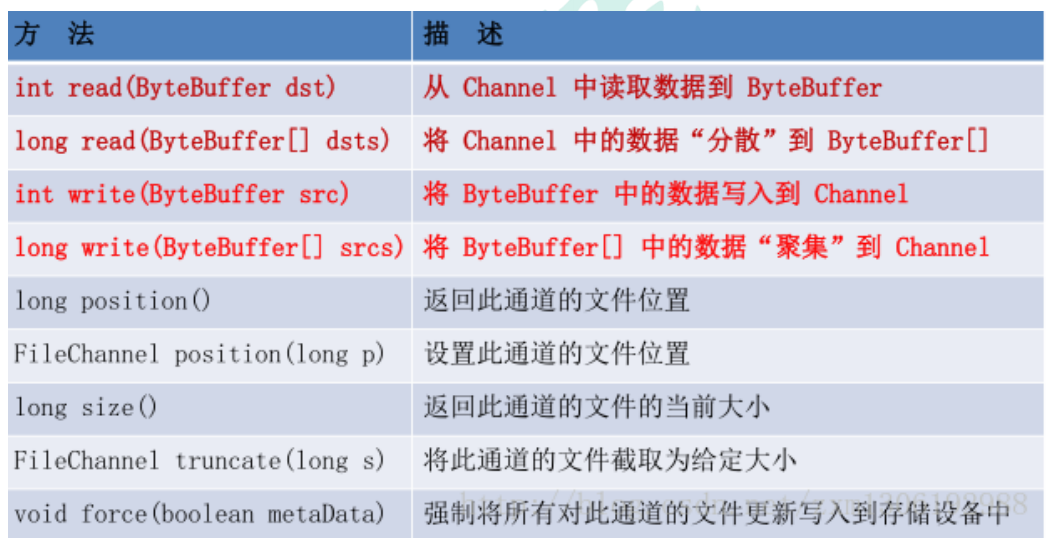 方 法 描 述
int read(ByteBuffer dst) 从 Channel 中读取数据到 ByteBuffer
long read(ByteBuffer[] dsts) 将 Channel 中的数据“分散”到 ByteBuffer[]
int write(ByteBuffer src) 将 ByteBuffer 中的数据写入到 Channel
long write(ByteBuffer[] srcs) 将 ByteBuffer[] 中的数据“聚集”到 Channel
long position() 返回此通道的文件位置
FileChannel position(long p) 设置此通道的文件位置
long size() 返回此通道的文件的当前大小
FileChannel truncate(long s) 将此通道的文件截取为给定大小
void force(boolean metaData) 强制将所有对此通道的文件更新写入到存储设备中